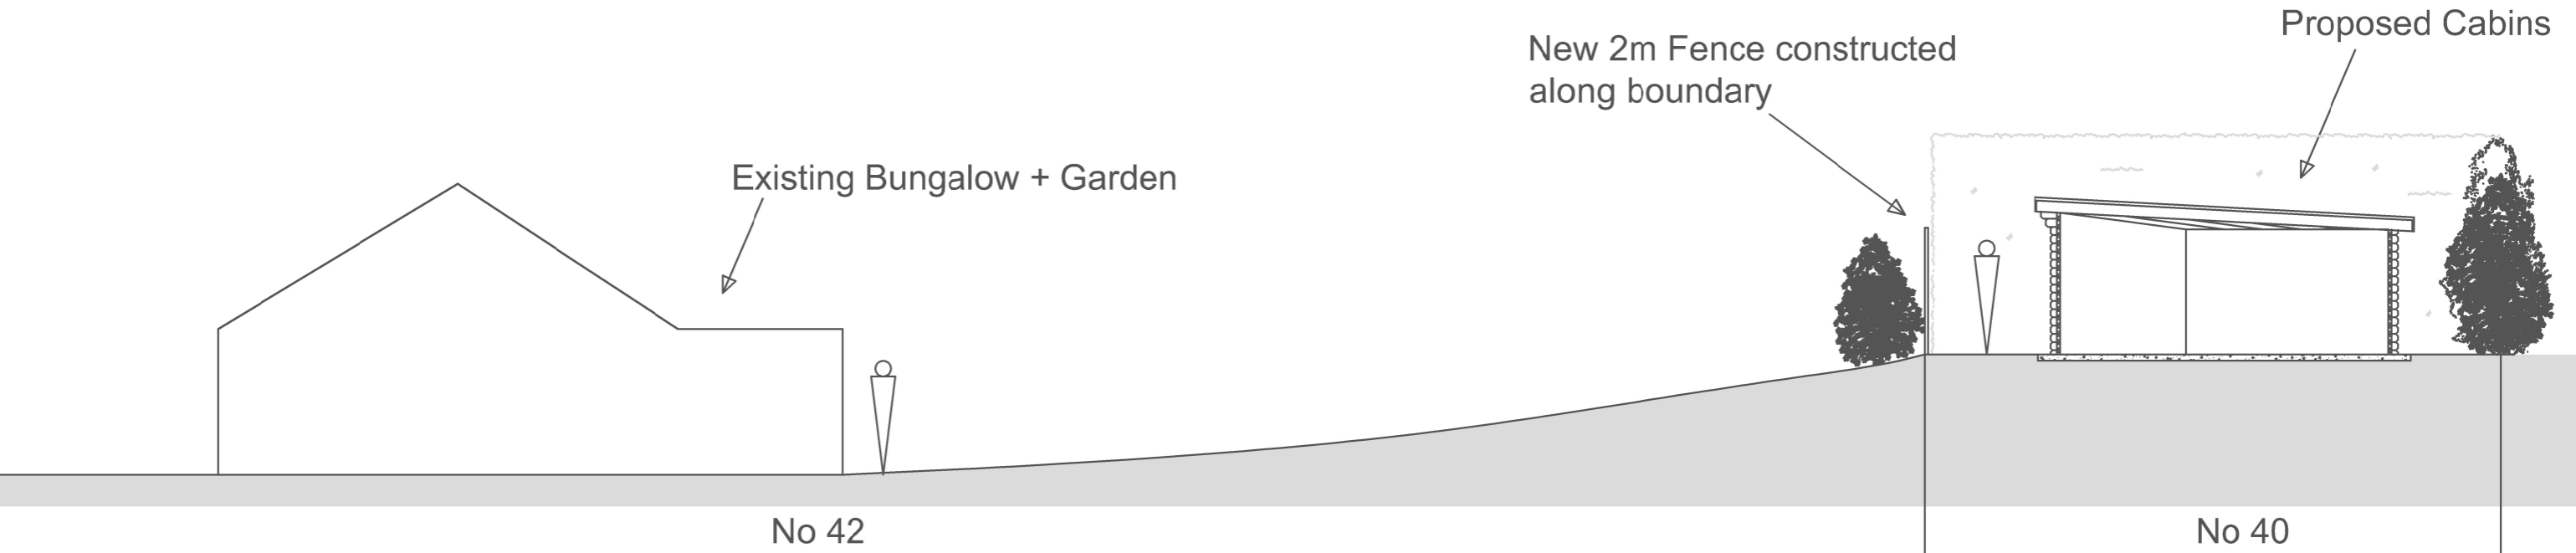 Proposed Cabins
New 2m Fence constructed
along boundary
Existing Bungalow + Garden
No 42
No 40